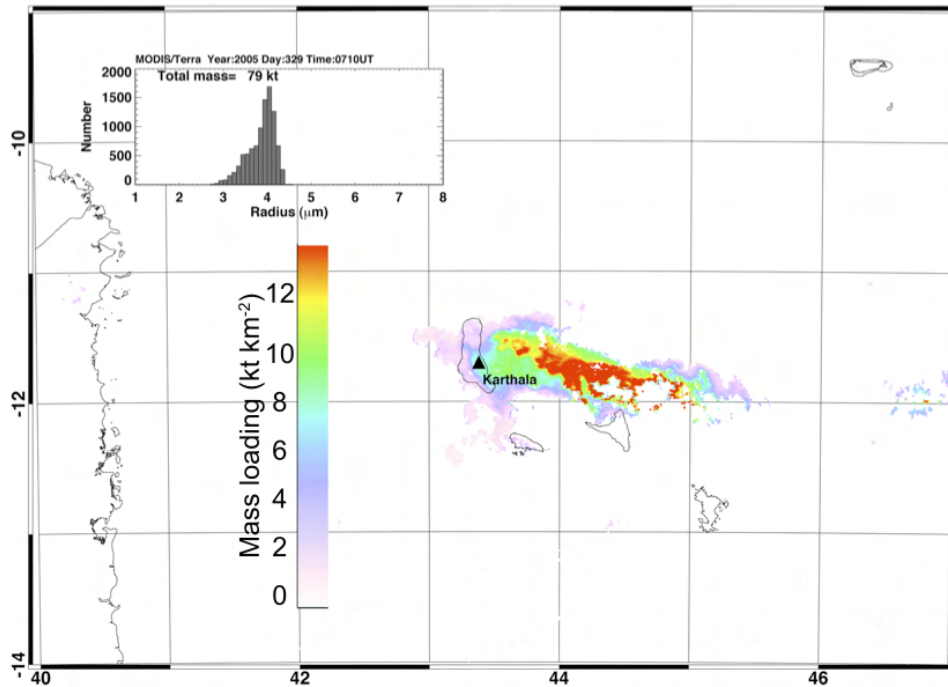 MODIS/Terra Year:2005 Day:329 Time:0710UT
Total mass= 79 kt
2000
1500
1000
500
0
Number
1 2 3 4 5 6 7 8
Radius (μm)
Mass loading (kt km-2)
12
10
8
6
4
2
0
Karthala
-10
-12
-14
40 42 44 46